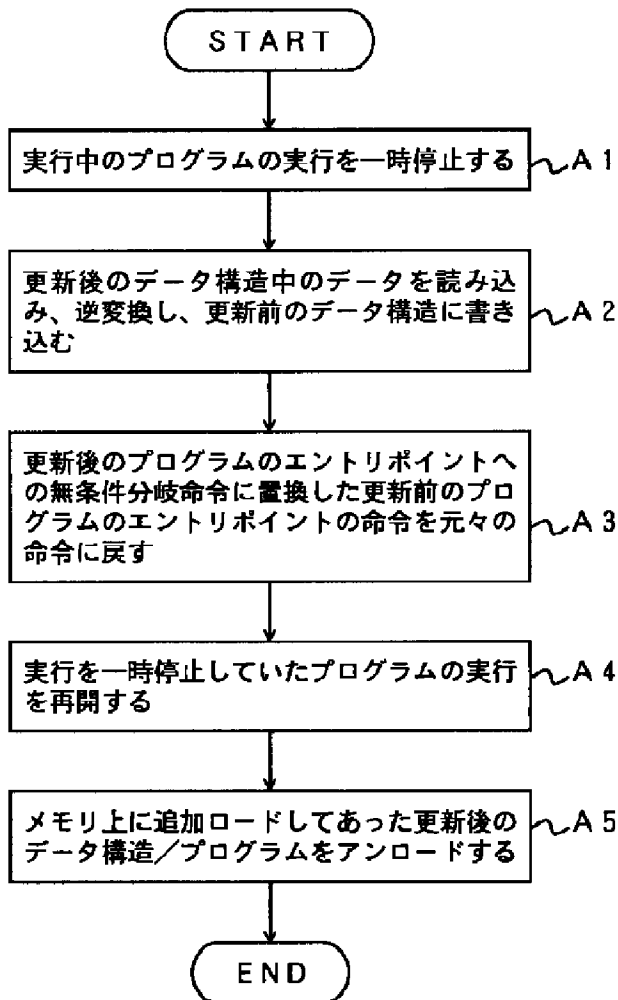 START
実行中のプログラムの実行を一時停止する
A1
更新後のデータ構造中のデータを読み込
み、逆変換し、更新前のデータ構造に書き
込む
A2
更新後のプログラムのエントリポイントへ
の無条件分岐命令に置換した更新前のプロ
グラムのエントリポイントの命令を元々の
命令に戻す
A3
実行を一時停止していたプログラムの実行
を再開する
A4
メモリ上に追加ロードしてあった更新後の
データ構造／プログラムをアンロードする
A5
END